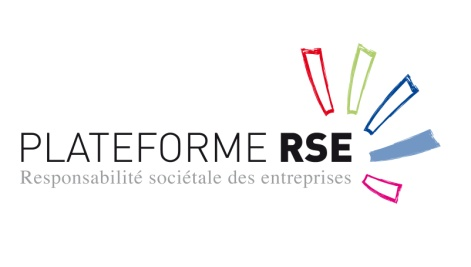 PLATEFORME RSE
Responsabilité sociétale des entreprises